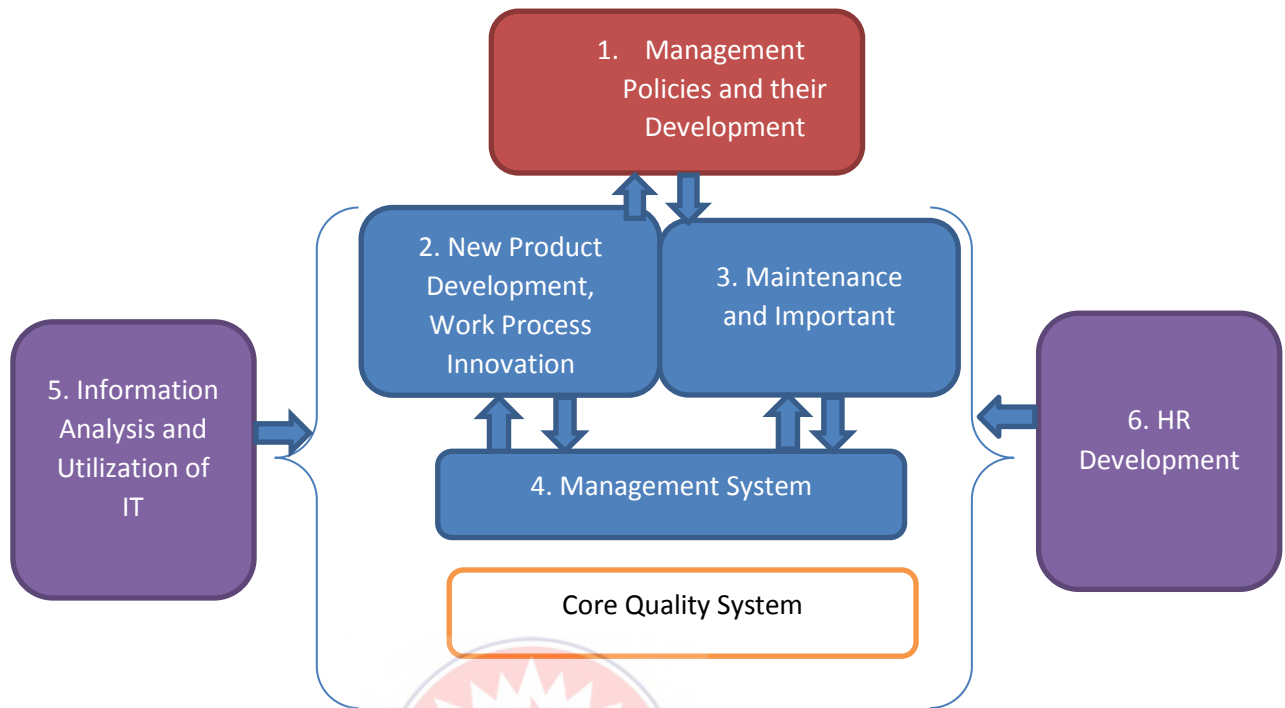 1. Management
Policies and their
Development
2. New Product
Development,
Work Process
Innovation
3. Maintenance
and Important
5. Information
Analysis and
Utilization of
IT
4. Management System
6. HR
Development
Core Quality System